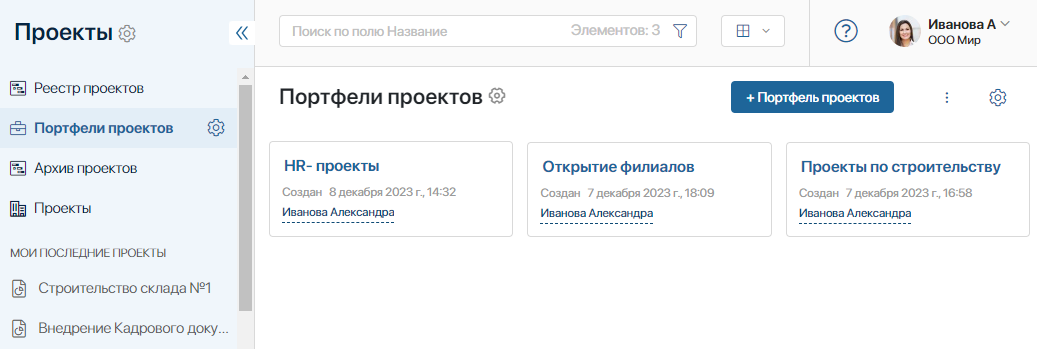 Проекты
Реестр проектов
Портфели проектов
Архив проектов
Проекты
МОИ ПОСЛЕДНИЕ ПРОЕКТЫ
Строительство склада №1
Внедрение Кадрового доку...
Поиск по полю Название
Элементов: 3
?
Иванова А
ООО Мир
Портфели проектов
+ Портфель проектов
HR- проекты
Создан 8 декабря 2023 г., 14:32
Иванова Александра
Открытие филиалов
Создан 7 декабря 2023 г., 18:09
Иванова Александра
Проекты по строительству
Создан 7 декабря 2023 г., 16:58
Иванова Александра